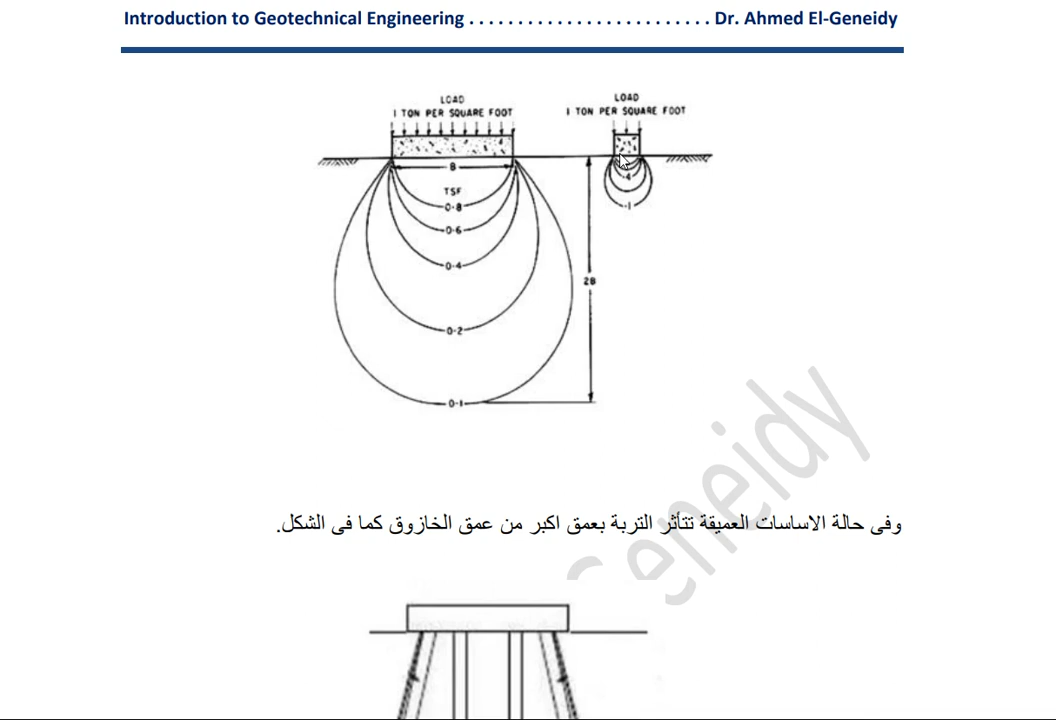 Introduction to Geotechnical Engineering . . . . . . . . . . . . . . . . . . . . . . . . . Dr. Ahmed El-Geneidy
LOAD
1 TON PER SQUARE FOOT
LOAD
1 TON PER SQUARE FOOT
B
TSF
0-8
0-6
0-4
0-2
0-1
2B
.4
.1
وفى حالة الاساسات العميقة تتأثر التربة بعمق اكبر من عمق الخازوق كما فى الشكل.
Geneidy